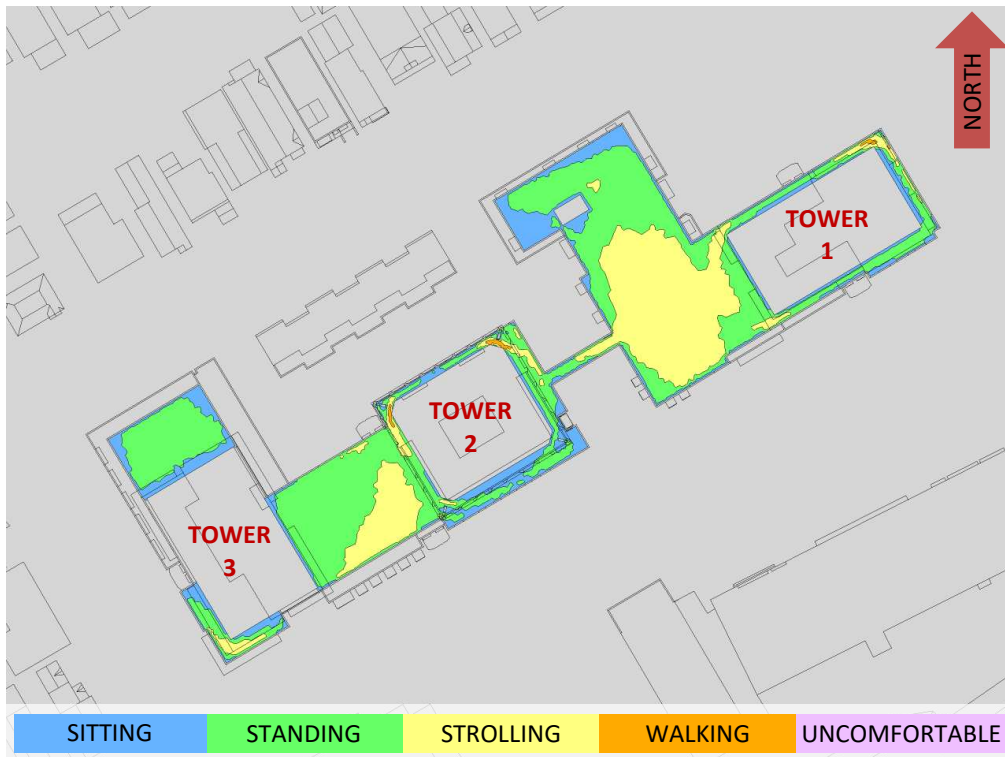 NORTH
TOWER
1
TOWER
2
TOWER
3
SITTING
STANDING
STROLLING
WALKING
UNCOMFORTABLE